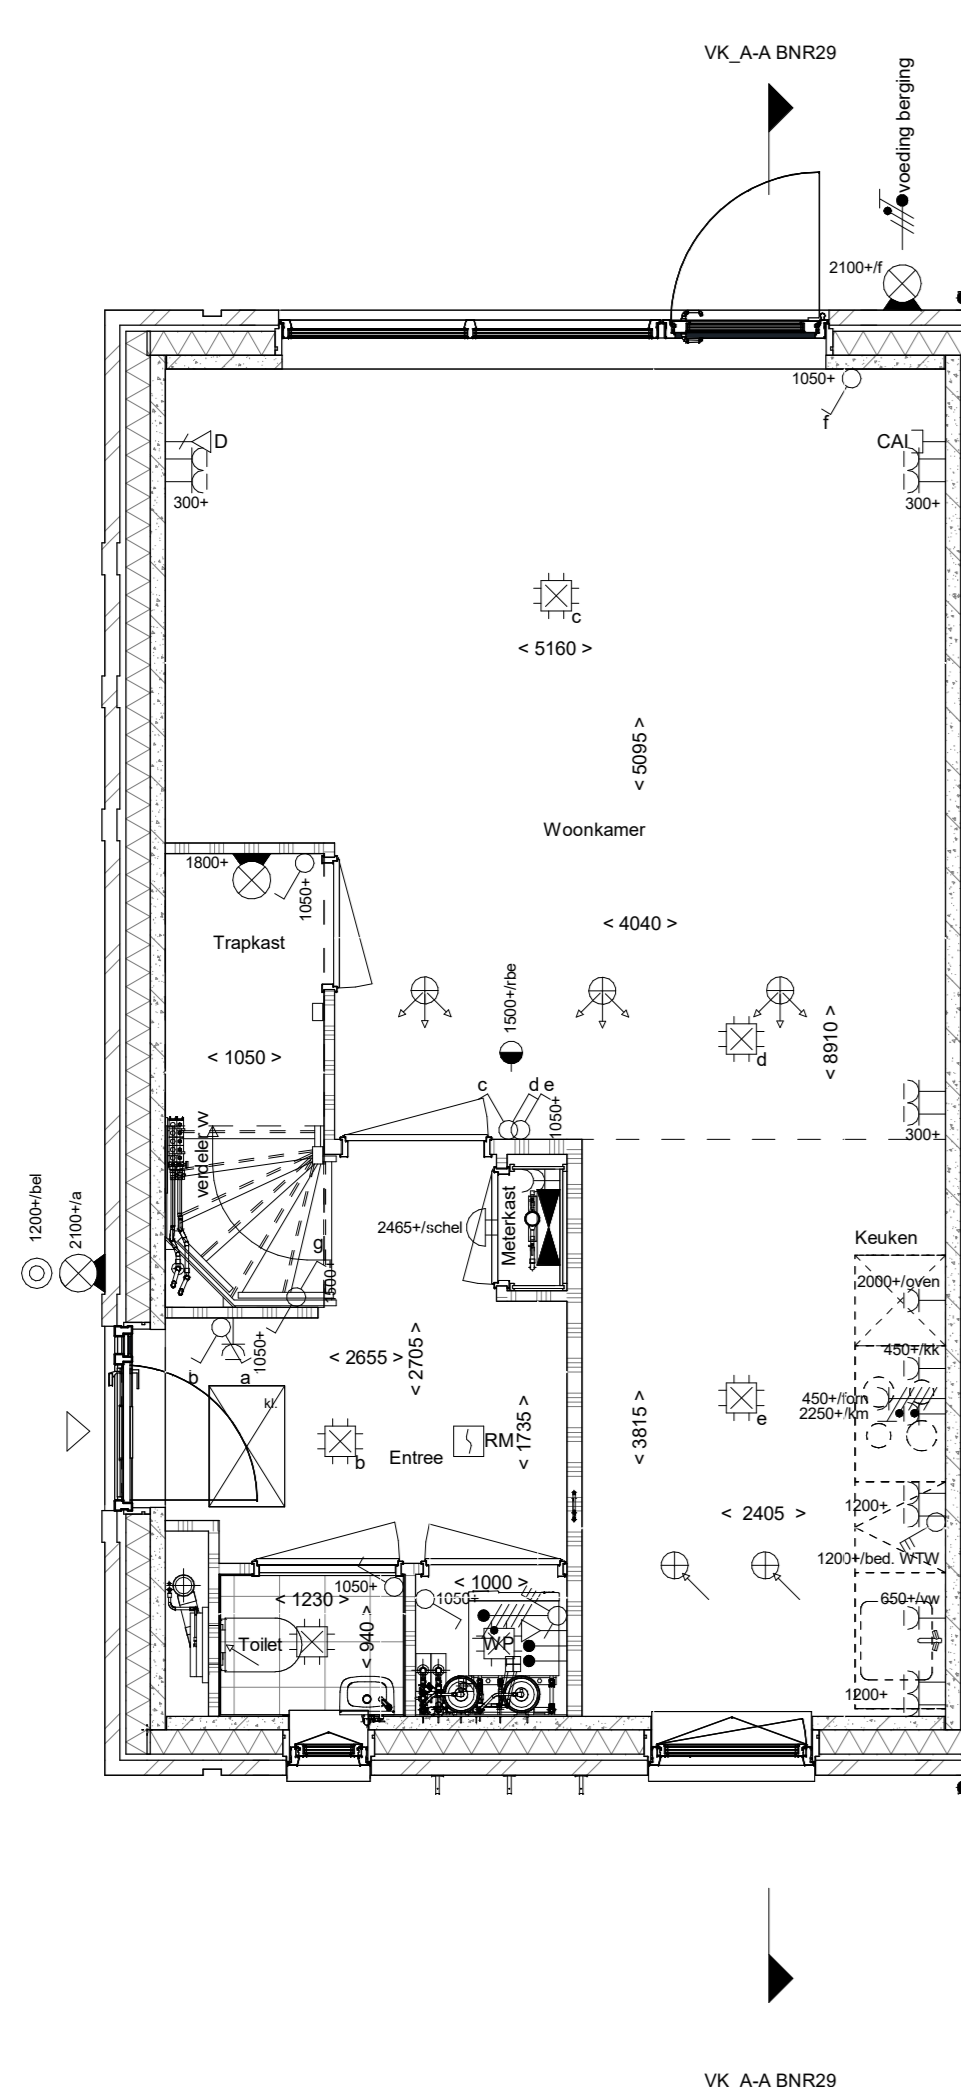 VK_A-A BNR29
voeding berging
2100+/f
1050+
f
D
CAI
300+
300+
c
< 5160 >
< 5095 >
Woonkamer
1800+
1050+
Trapkast
< 4040 >
1500+/rbe
< 8910 >
d
< 1050 >
c
d e
1050+
300+
verdeler vv
1200+/bel
2100+/a
Meterkast
2465+/schel
g
1500+
Keuken
2000+/oven
1050+
b
a
< 2655 >
< 2705 >
450+/kk
450+/forn
2250+/km
kl.
e
b
RM
Entree
< 1735 >
< 3815 >
1200+
< 2405 >
1200+/bed. WTW
1050+
< 1230 >
< 1000 >
1050+
650+/vw
Toilet
< 940 >
WP
1200+
VK_A-A BNR29